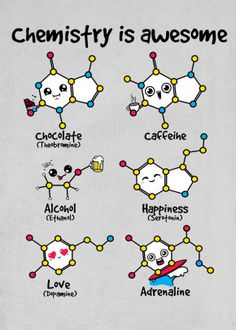 Chemistry is awesome
Chocolate
(Theobromine)
Caffeine
Alcohol
(Ethanol)
Happiness
(Serotonin)
Love
(Dopamine)
Adrenaline